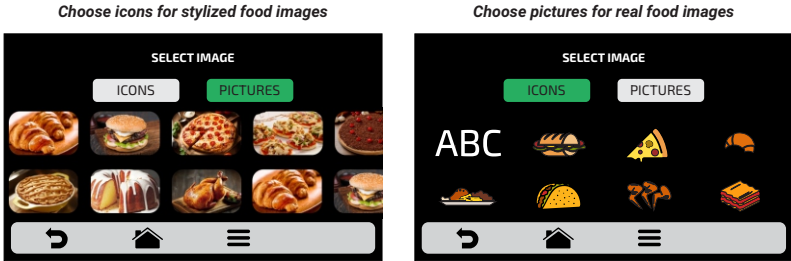 Choose icons for stylized food images
SELECT IMAGE
ICONS
PICTURES
Choose pictures for real food images
SELECT IMAGE
ICONS
PICTURES
ABC